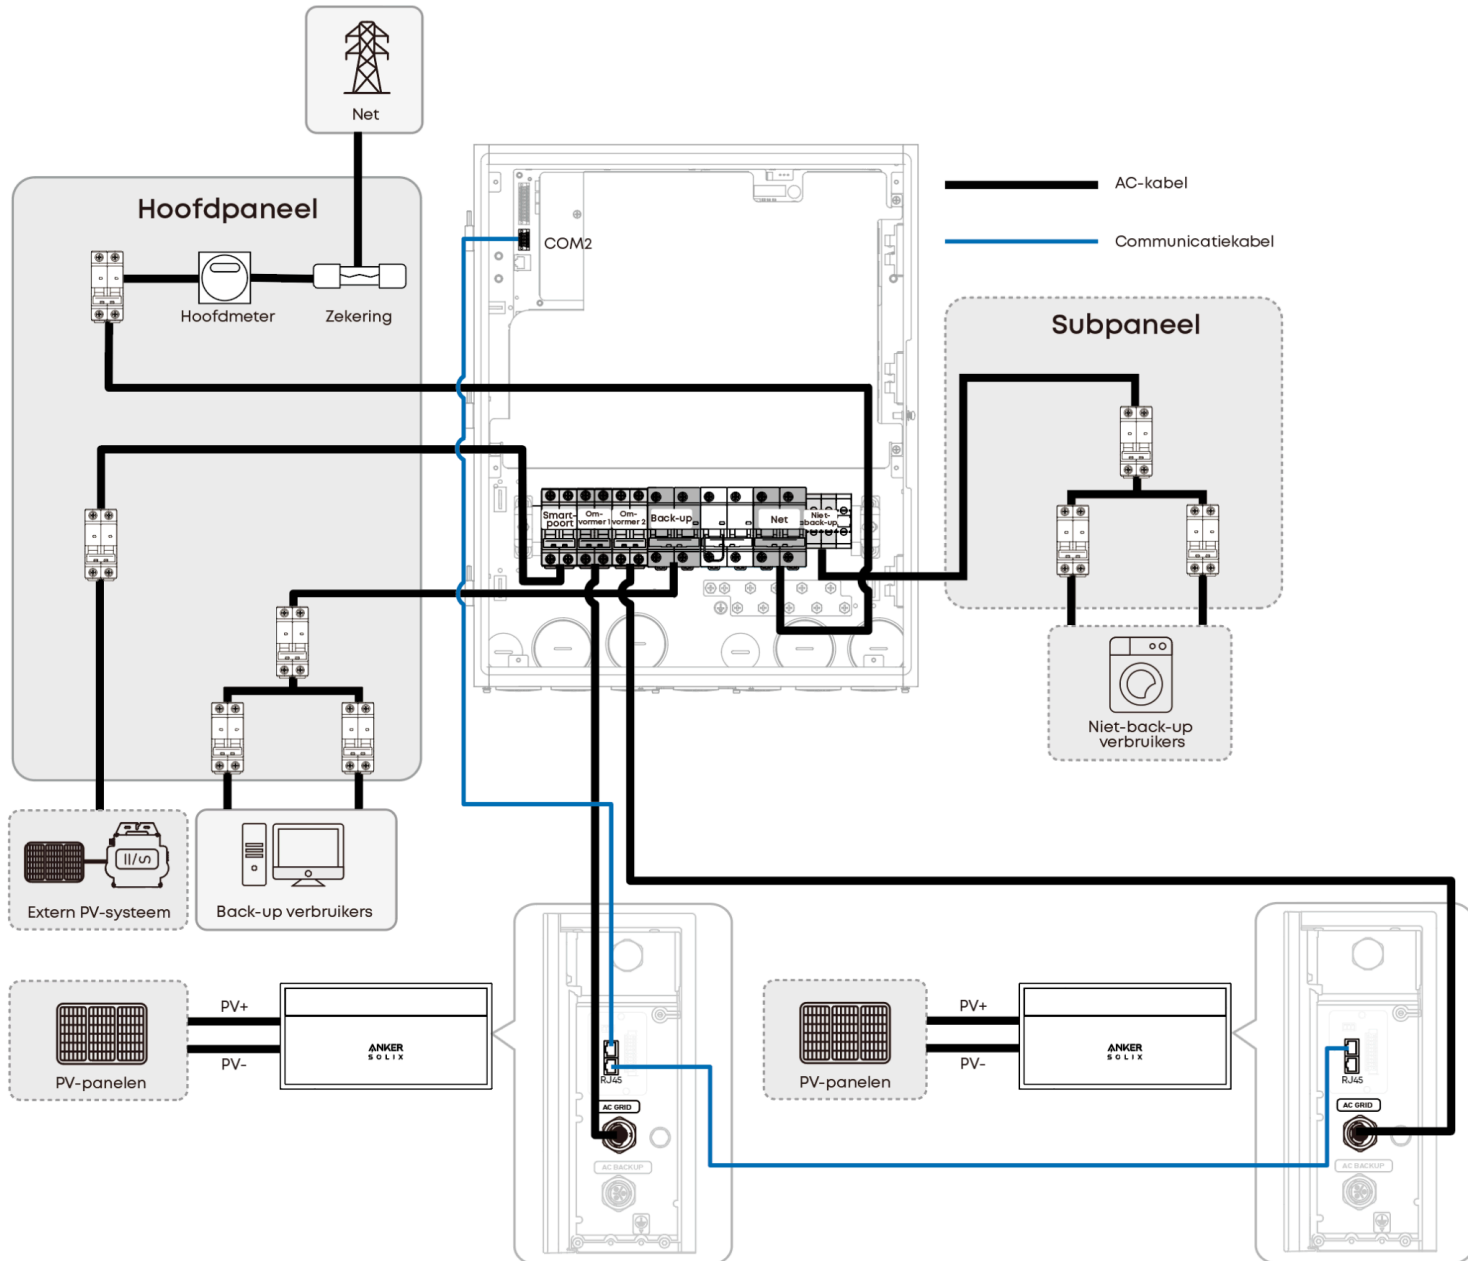 Net
Hoofdpaneel
Hoofdmeter
Zekering
COM2
AC-kabel
Communicatiekabel
Subpaneel
Smart-
poort
Om-
vormer 1
Om-
vormer 2
Back-up
Net
Niet-
back-up
Niet-back-up
verbruikers
Extern PV-systeem
Back-up verbruikers
PV-panelen
PV+
PV-
ANKER
SOLIX
RJ45
AC GRID
AC BACKUP
PV-panelen
PV+
PV-
ANKER
SOLIX
RJ45
AC GRID
AC BACKUP